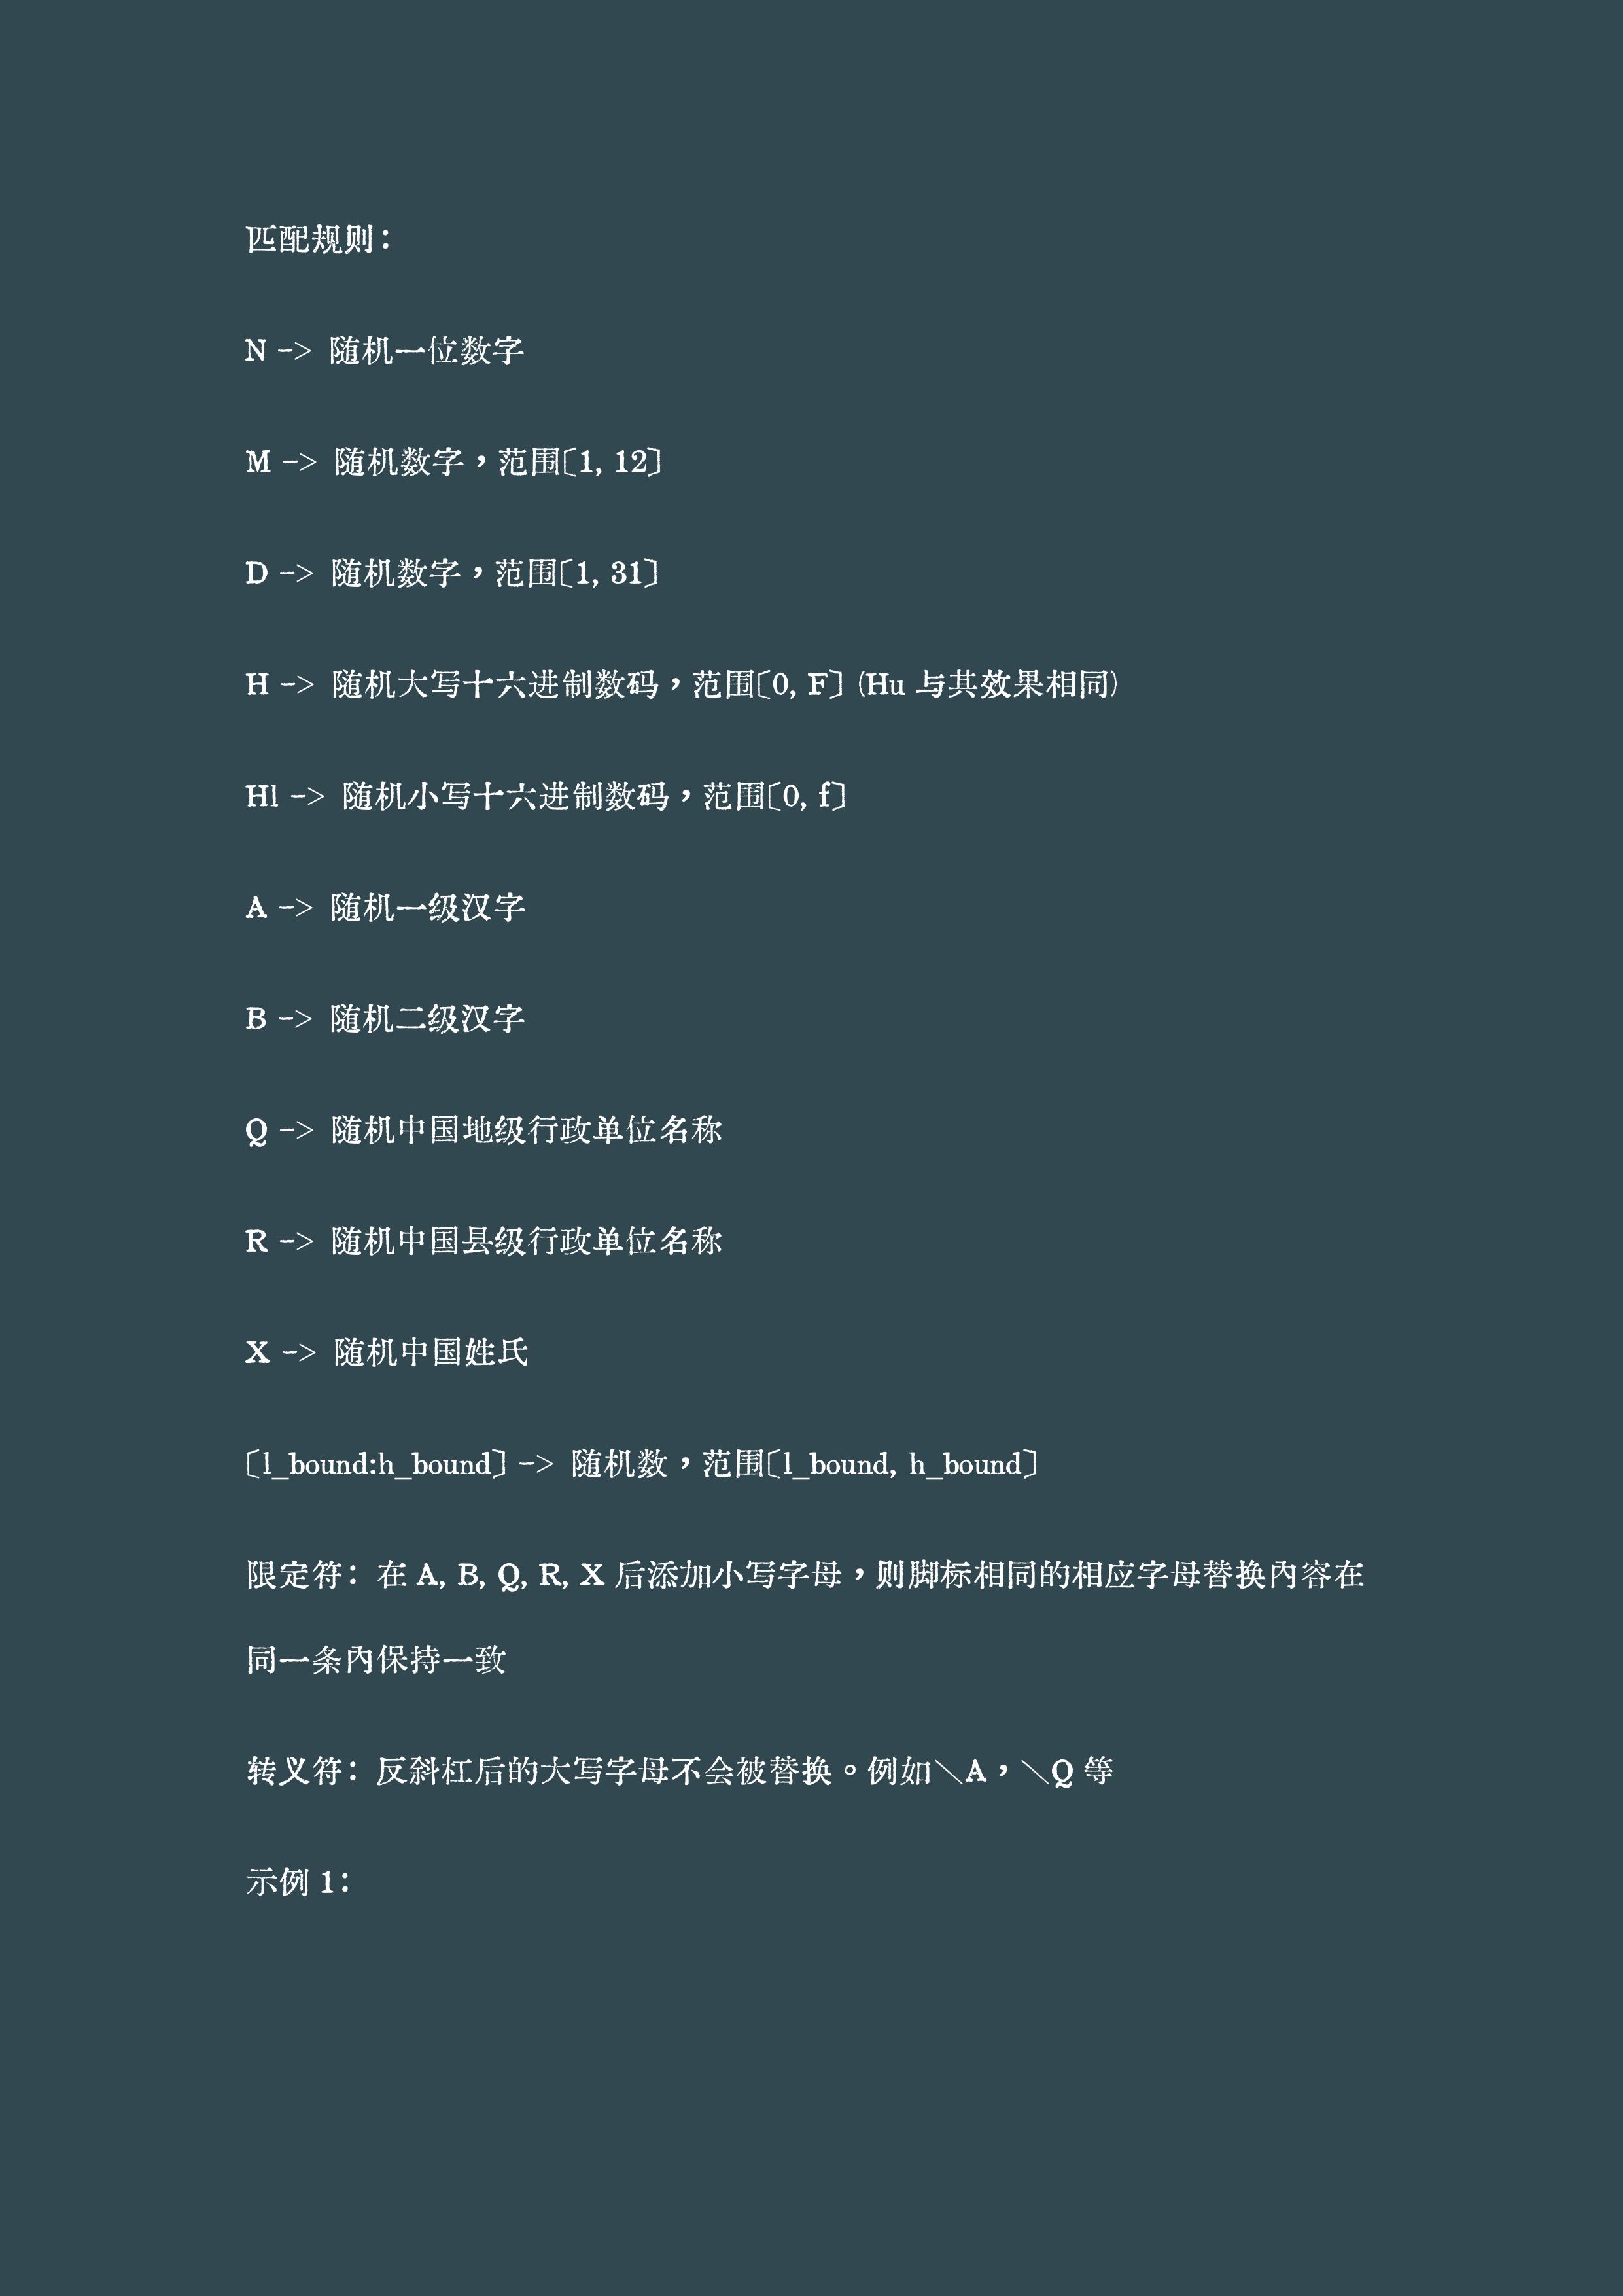 匹配规则：
N -> 随机一位数字
M -> 随机数字，范围[1, 12]
D -> 随机数字，范围[1, 31]
H -> 随机大写十六进制数码，范围[0, F] (Hu 与其效果相同)
Hl -> 随机小写十六进制数码，范围[0, f]
A -> 随机一级汉字
B -> 随机二级汉字
Q -> 随机中国地级行政单位名称
R -> 随机中国县级行政单位名称
X -> 随机中国姓氏
[l_bound:h_bound] -> 随机数，范围[l_bound, h_bound]
限定符：在 A, B, Q, R, X 后添加小写字母，则脚标相同的相应字母替换内容在
同一条内保持一致
转义符：反斜杠后的大写字母不会被替换。例如\A，\Q 等
示例 1：